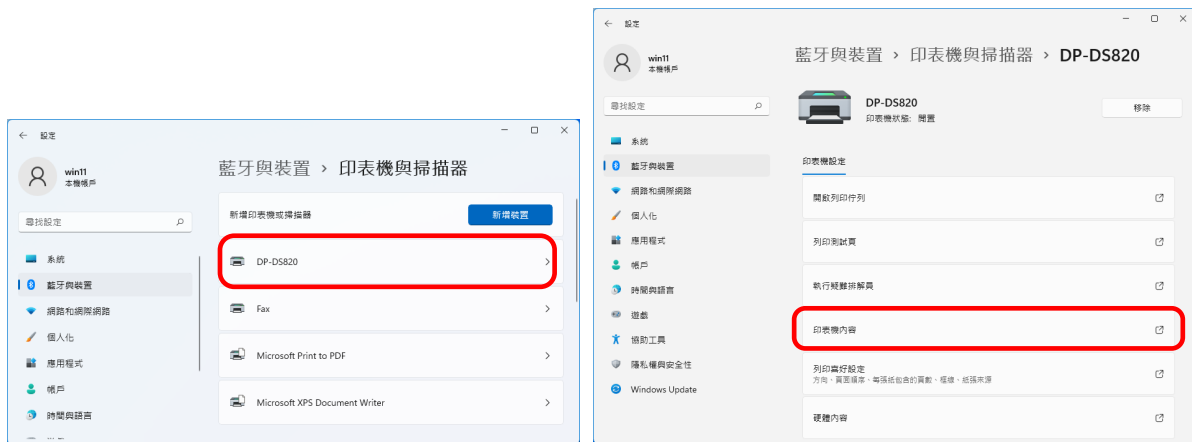 設定
win11
本機帳戶
尋找設定
系統
藍牙與裝置
網路和網際網路
個人化
應用程式
帳戶
時間與語言
藍牙與裝置 › 印表機與掃描器
新增印表機或掃描器
新增裝置
DP-DS820
Fax
Microsoft Print to PDF
Microsoft XPS Document Writer
設定
win11
本機帳戶
尋找設定
系統
藍牙與裝置
網路和網際網路
個人化
應用程式
帳戶
時間與語言
遊戲
協助工具
隱私權與安全性
Windows Update
藍牙與裝置 › 印表機與掃描器 › DP-DS820
DP-DS820
印表機狀態: 閒置
移除
印表機設定
開啟列印佇列
列印測試頁
執行疑難排解員
印表機內容
列印喜好設定
方向、頁面順序、每張紙包含的頁數、框線、紙張來源
硬體內容